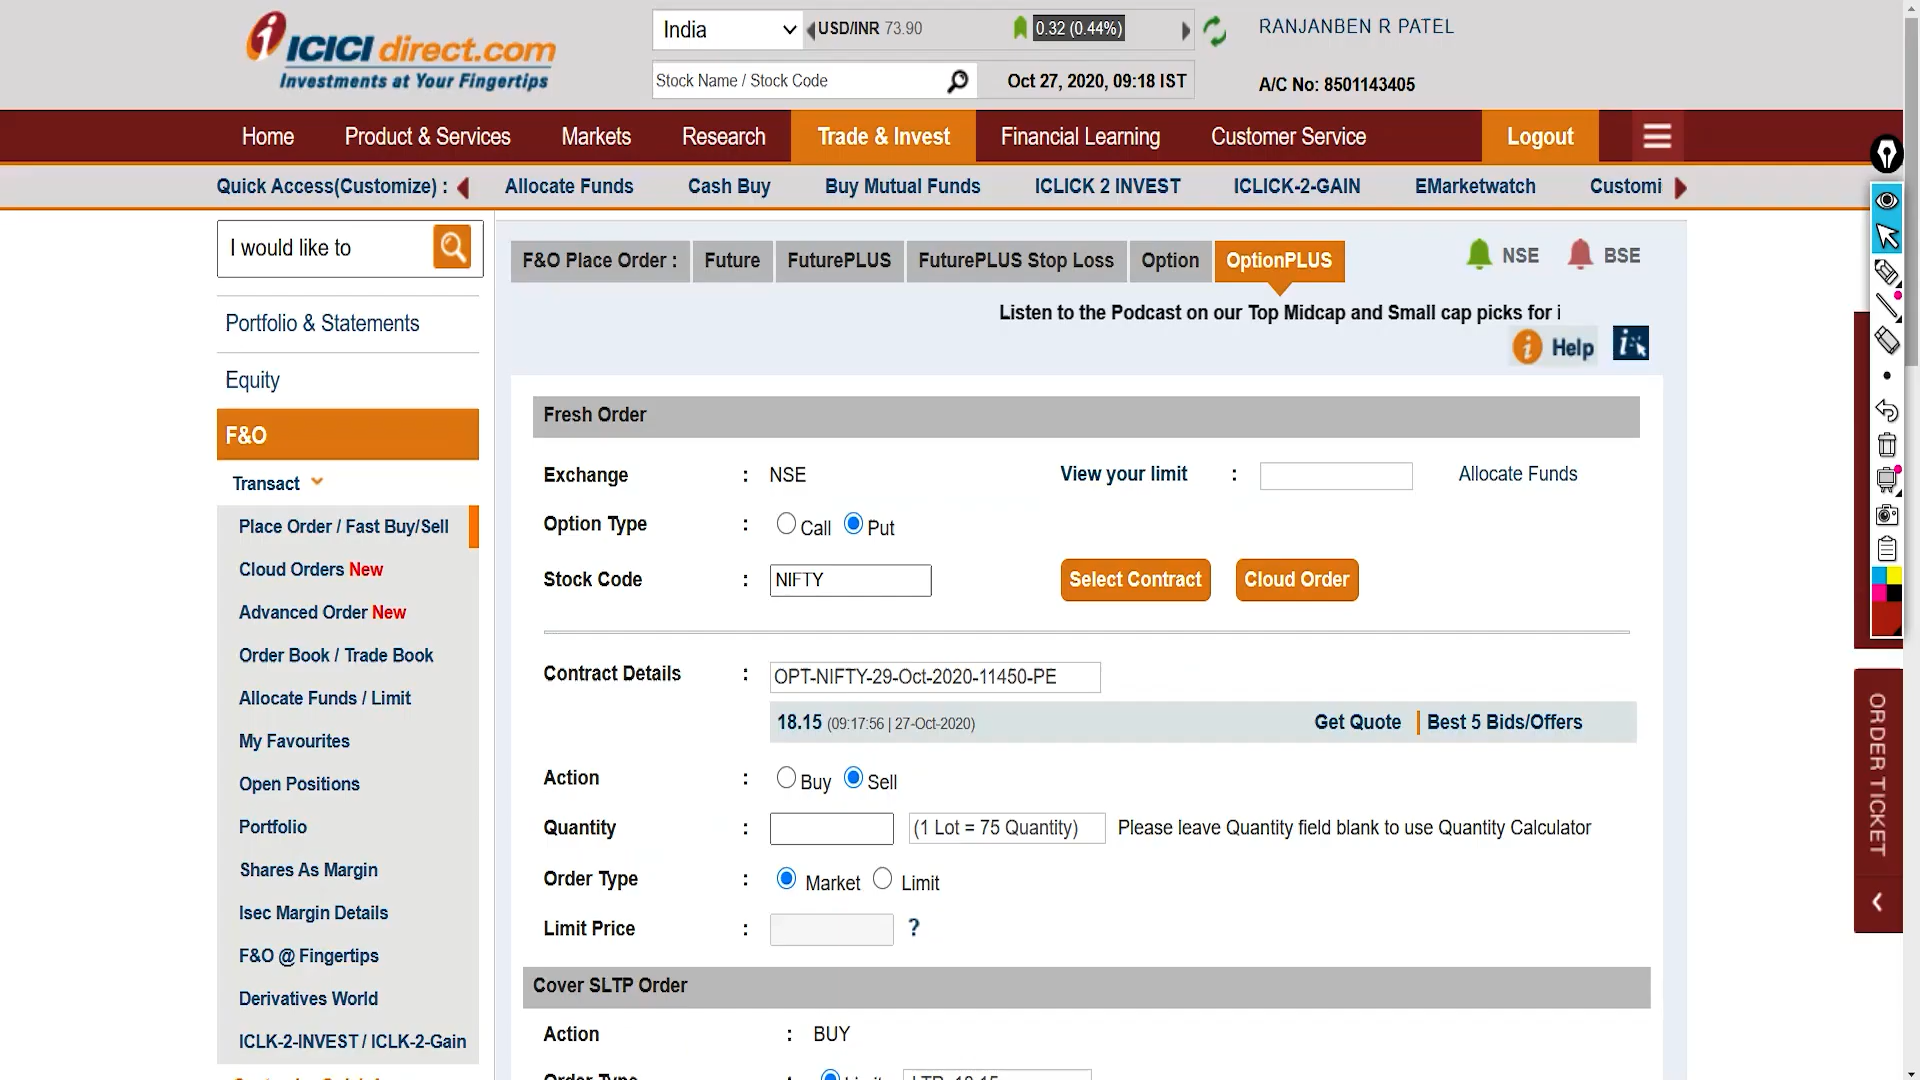 ICICI direct.com
Investments at Your Fingertips
India
USD/INR 73.90
0.32 (0.44%)
RANJANBEN R PATEL
Stock Name / Stock Code
Oct 27, 2020, 09:18 IST
A/C No: 8501143405
Home
Product & Services
Markets
Research
Trade & Invest
Financial Learning
Customer Service
Logout
Quick Access(Customize) :
Allocate Funds
Cash Buy
Buy Mutual Funds
ICLICK 2 INVEST
ICLICK-2-GAIN
EMarketwatch
Customi
I would like to
Portfolio & Statements
Equity
F&O
Transact
Place Order / Fast Buy/Sell
Cloud Orders New
Advanced Order New
Order Book / Trade Book
Allocate Funds / Limit
My Favourites
Open Positions
Portfolio
Shares As Margin
Isec Margin Details
F&O @ Fingertips
Derivatives World
ICLK-2-INVEST / ICLK-2-Gain
F&O Place Order :
Future
FuturePLUS
FuturePLUS Stop Loss
Option
OptionPLUS
NSE
BSE
Listen to the Podcast on our Top Midcap and Small cap picks for i
Help
Fresh Order
Exchange : NSE
View your limit :
Allocate Funds
Option Type : Call Put
Stock Code : NIFTY
Select Contract
Cloud Order
Contract Details : OPT-NIFTY-29-Oct-2020-11450-PE
18.15 (09:17:56 | 27-Oct-2020)
Get Quote
Best 5 Bids/Offers
Action : Buy Sell
Quantity : (1 Lot = 75 Quantity) Please leave Quantity field blank to use Quantity Calculator
Order Type : Market Limit
Limit Price : ?
Cover SLTP Order
Action : BUY
ORDER TICKET